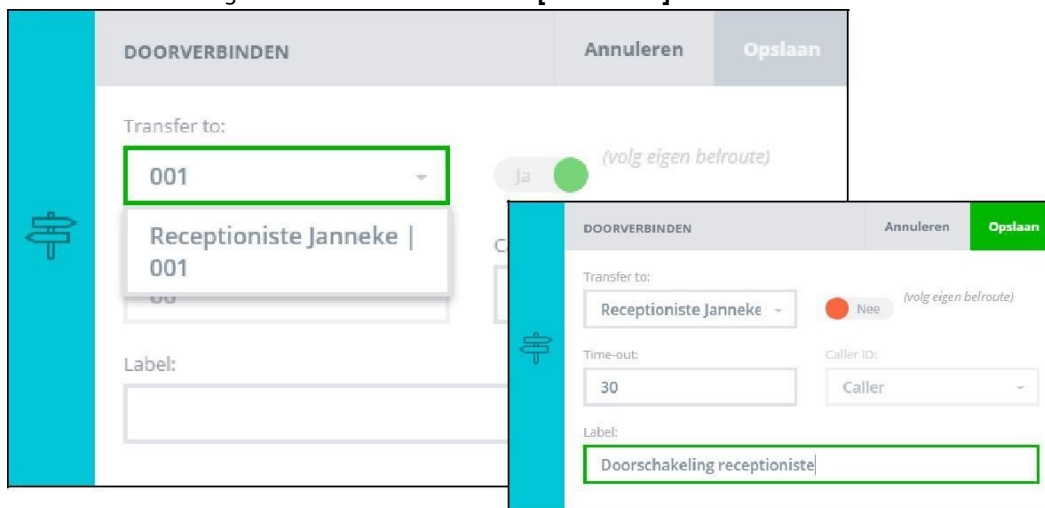 DOORVERBINDEN
Annuleren
Opslaan
Transfer to:
001
Ja
(volg eigen belroute)
Receptioniste Janneke |
001
Label:
DOORVERBINDEN
Annuleren
Opslaan
Transfer to:
Receptioniste Janneke
Nee
(volg eigen belroute)
Time-out:
Caller ID:
30
Caller
Label:
Doorschakeling receptioniste